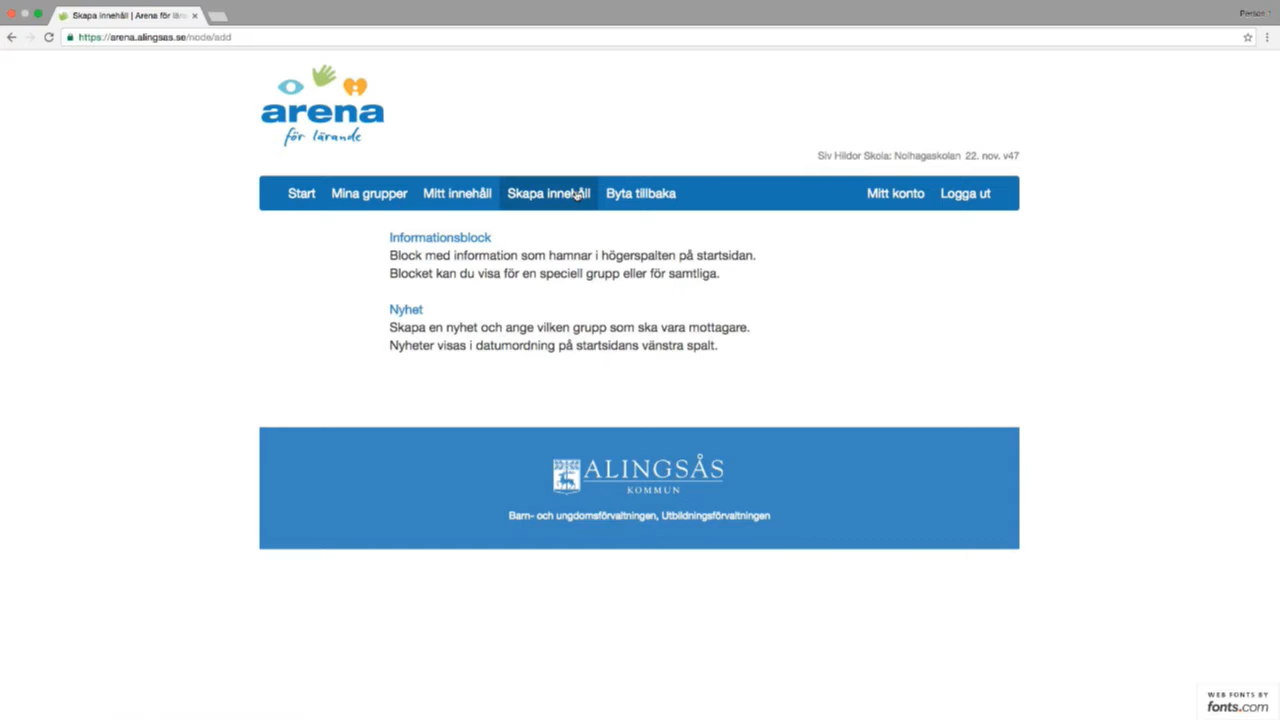 Skapa innehåll | Arena för lära
Person 1
https://arena.alingsas.se/node/add
arena
för lärande
Siv Hildor Skola: Nolhagaskolan 22. nov. v47
Start Mina grupper Mitt innehåll Skapa innehåll Byta tillbaka Mitt konto Logga ut
Informationsblock
Block med information som hamnar i högerspalten på startsidan.
Blocket kan du visa för en speciell grupp eller för samtliga.
Nyhet
Skapa en nyhet och ange vilken grupp som ska vara mottagare.
Nyheter visas i datumordning på startsidans vänstra spalt.
ALINGSÅS
KOMMUN
Barn- och ungdomsförvaltningen, Utbildningsförvaltningen
WEB FONTS BY
fonts.com